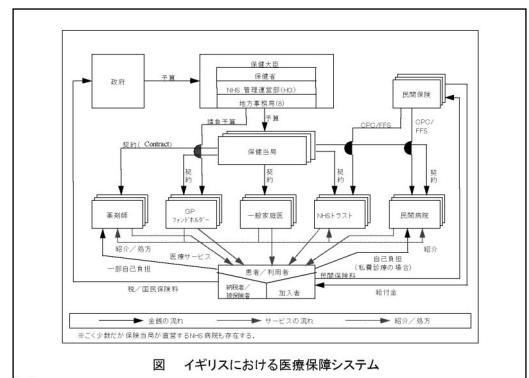 保健大臣
政府
予算
保健省
NHS 管理運営部(HQ)
地方事務局(8)
民間保険
請負予算
予算
CPC/FFS
CPC/
FFS
契約( Contract)
保健当局
契約
契約
契約
契約
薬剤師
GP
ファンドホルダー
一般家庭医
NHSトラスト
民間病院
紹介/処方
医療サービス
自己負担
(私費診療の場合)
紹介
一部自己負担
患者/利用者
民間保険料
税/国民保険料
納税者/
被保険者
加入者
給付金
金銭の流れ
サービスの流れ
紹介/処方
※ごく少数だが保険当局が直営するNHS病院も存在する。
図 イギリスにおける医療保障システム